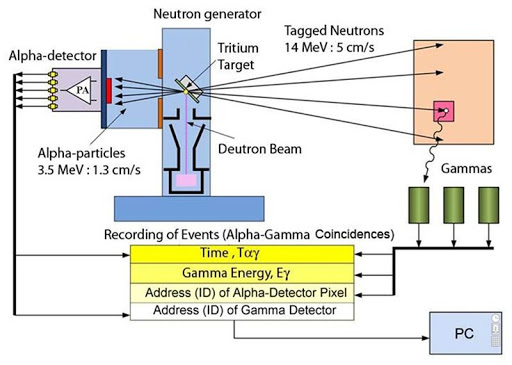 Neutron generator
Alpha-detector
Tritium
Target
Tagged Neutrons
14 MeV : 5 cm/s
PA
Alpha-particles
3.5 MeV : 1.3 cm/s
Deutron Beam
Gammas
Recording of Events (Alpha-Gamma Coincidences)
Time , Tαγ
Gamma Energy, Eγ
Address (ID) of Alpha-Detector Pixel
Address (ID) of Gamma Detector
PC